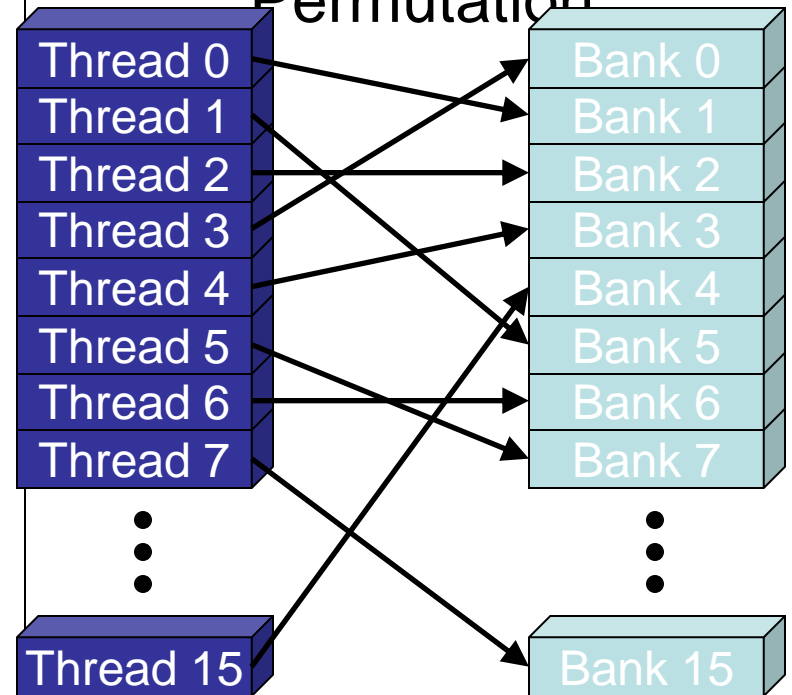 Permutation
Thread 0
Thread 1
Thread 2
Thread 3
Thread 4
Thread 5
Thread 6
Thread 7
Thread 15
Bank 0
Bank 1
Bank 2
Bank 3
Bank 4
Bank 5
Bank 6
Bank 7
Bank 15